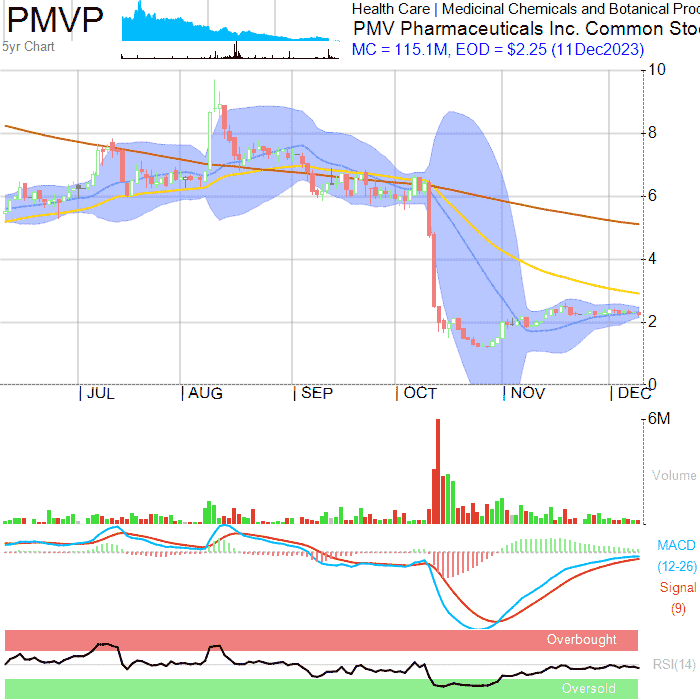 PMVP
5yr Chart
Health Care | Medicinal Chemicals and Botanical Pro
PMV Pharmaceuticals Inc. Common Sto
MC = 115.1M, EOD = $2.25 (11Dec2023)
10
8
6
4
2
0
JUL AUG SEP OCT NOV DEC
6M
Volume
MACD
(12-26)
Signal
(9)
Overbought
RSI(14)
Oversold